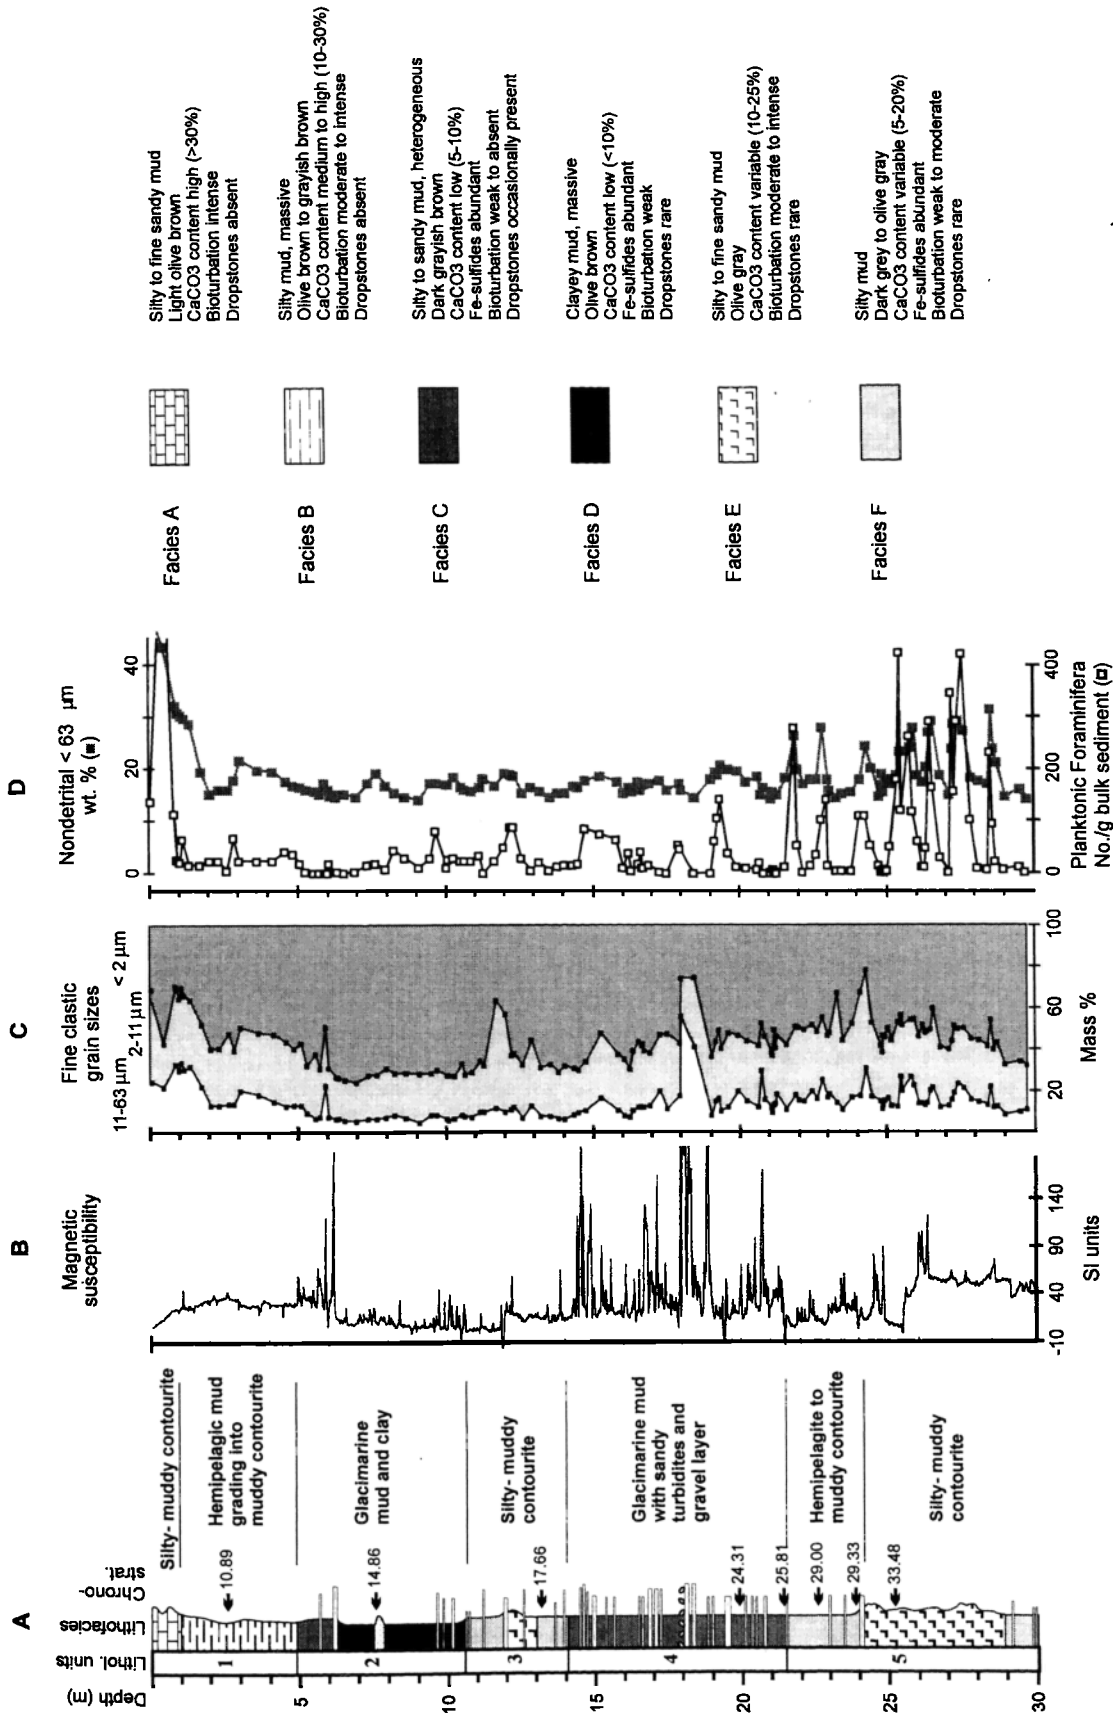 A
B
C
D
Depth (m)
Lithol. units
Lithofacies
Chrono-
strat.
Magnetic
susceptibility
Fine clastic
grain sizes
11-63 µm
2-11 µm
< 2 µm
Nondetrital < 63 µm
wt. % (■)
0
20
40
5
10
15
20
25
30
1
2
3
4
5
10.89
14.86
17.66
24.31
25.81
29.00
29.33
33.48
Silty- muddy contourite
Hemipelagic mud
grading into
muddy contourite
Glacimarine
mud and clay
Silty- muddy
contourite
Glacimarine mud
with sandy
turbidites and
gravel layer
Hemipelagite to
muddy contourite
Silty- muddy
contourite
-10
40
90
140
SI units
20
60
100
Mass %
0
200
400
Planktonic Foraminifera
No./g bulk sediment (□)
Facies A
Silty to fine sandy mud
Light olive brown
CaCO3 content high (>30%)
Bioturbation intense
Dropstones absent
Facies B
Silty mud, massive
Olive brown to grayish brown
CaCO3 content medium to high (10-30%)
Bioturbation moderate to intense
Dropstones absent
Facies C
Silty to sandy mud, heterogeneous
Dark grayish brown
CaCO3 content low (5-10%)
Fe-sulfides abundant
Bioturbation weak to absent
Dropstones occasionally present
Facies D
Clayey mud, massive
Olive brown
CaCO3 content low (<10%)
Fe-sulfides abundant
Bioturbation weak
Dropstones rare
Facies E
Silty to fine sandy mud
Olive gray
CaCO3 content variable (10-25%)
Bioturbation moderate to intense
Dropstones rare
Facies F
Silty mud
Dark grey to olive gray
CaCO3 content variable (5-20%)
Fe-sulfides abundant
Bioturbation weak to moderate
Dropstones rare